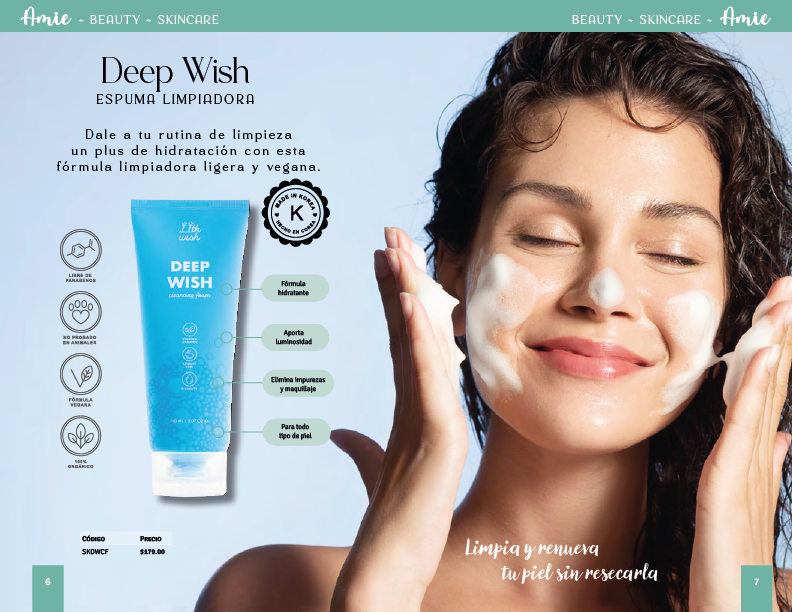 Amie ~ BEAUTY ~ SKINCARE
BEAUTY ~ SKINCARE ~ Amie
Deep Wish
ESPUMA LIMPIADORA
Dale a tu rutina de limpieza
un plus de hidratación con esta
fórmula limpiadora ligera y vegana.
MADE IN KOREA
K
HECHO EN COREA
11th
wish
DEEP
WISH
cleansing foam
LIBRE DE
PARABENOS
NO PROBADO
EN ANIMALES
FÓRMULA
VEGANA
100%
ORGÁNICO
Fórmula
hidratante
Aporta
luminosidad
Elimina impurezas
y maquillaje
Para todo
tipo de piel
CÓDIGO PRECIO
SKDWCF $179.00
Limpia y renueva
tu piel sin resecarla
6
7